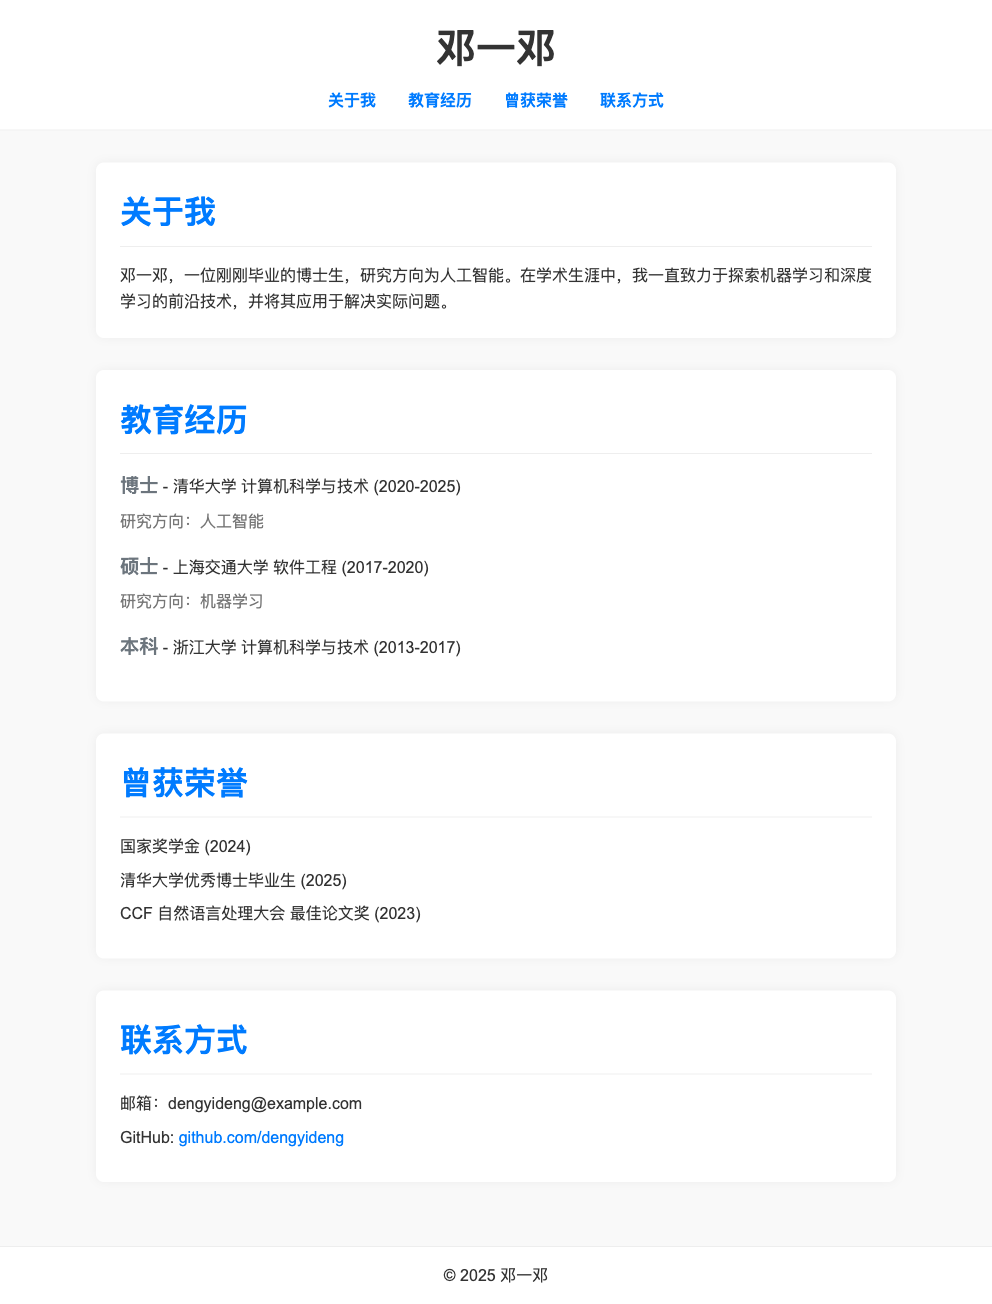 邓一邓
关于我 教育经历 曾获荣誉 联系方式
关于我
邓一邓，一位刚刚毕业的博士生，研究方向为人工智能。在学术生涯中，我一直致力于探索机器学习和深度
学习的前沿技术，并将其应用于解决实际问题。
教育经历
博士 - 清华大学 计算机科学与技术 (2020-2025)
研究方向：人工智能
硕士 - 上海交通大学 软件工程 (2017-2020)
研究方向：机器学习
本科 - 浙江大学 计算机科学与技术 (2013-2017)
曾获荣誉
国家奖学金 (2024)
清华大学优秀博士毕业生 (2025)
CCF 自然语言处理大会 最佳论文奖 (2023)
联系方式
邮箱：dengyideng@example.com
GitHub: github.com/dengyideng
© 2025 邓一邓